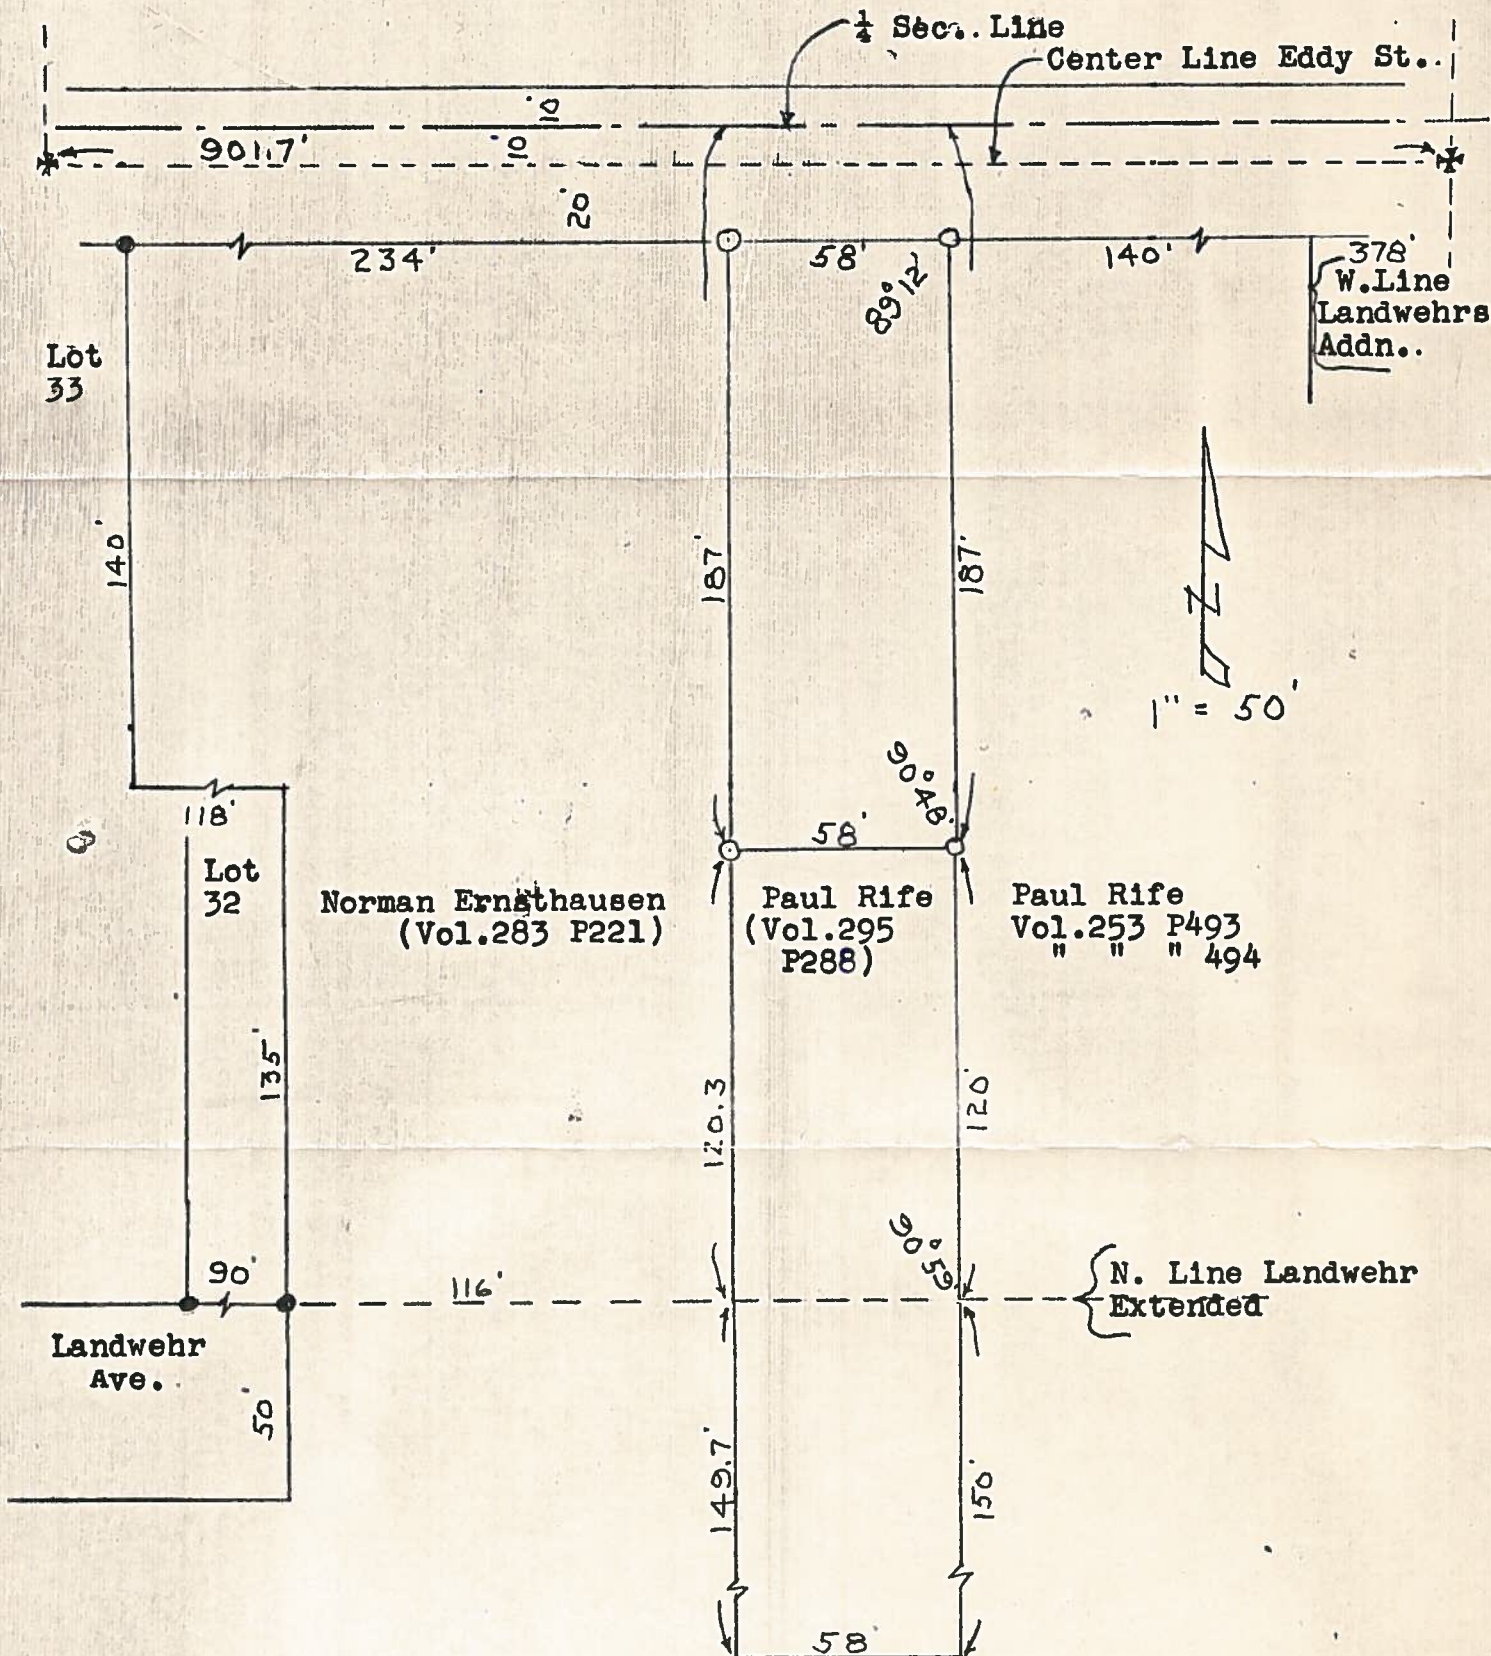 ¼ Sec.. Line
Center Line Eddy St..
10'
901.7'
10'
20'
234'
58'
140'
378'
89°12'
W.Line
Landwehrs
Addn..
Lot
33
140'
187'
187'
N
1" = 50'
90°48'
118'
58'
Lot
32
Norman Ernsthausen
(Vol.283 P221)
Paul Rife
(Vol.295
P288)
Paul Rife
Vol.253 P493
" " " 494
135'
120.3
120'
90°59'
90'
116'
N. Line Landwehr
Extended
Landwehr
Ave.
50'
149.7'
150'
58